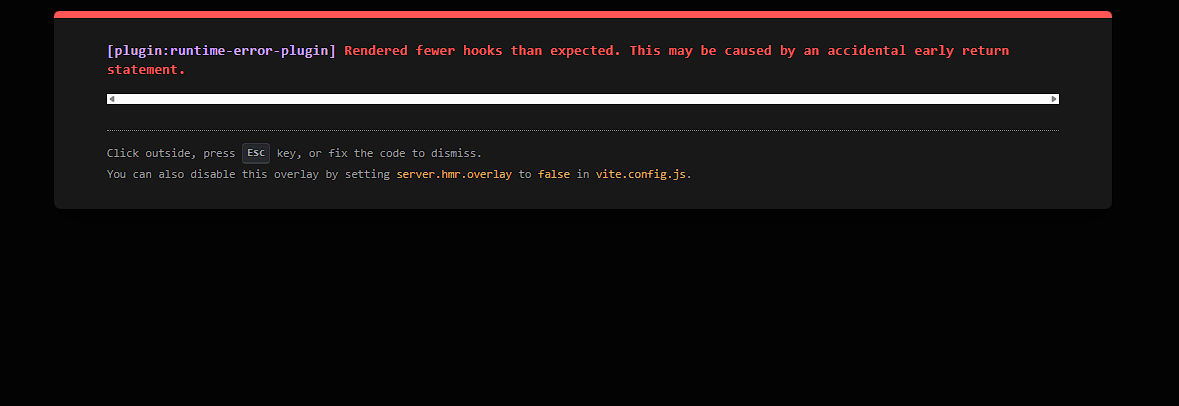 [plugin:runtime-error-plugin] Rendered fewer hooks than expected. This may be caused by an accidental early return
statement.
Click outside, press Esc key, or fix the code to dismiss.
You can also disable this overlay by setting server.hmr.overlay to false in vite.config.js.